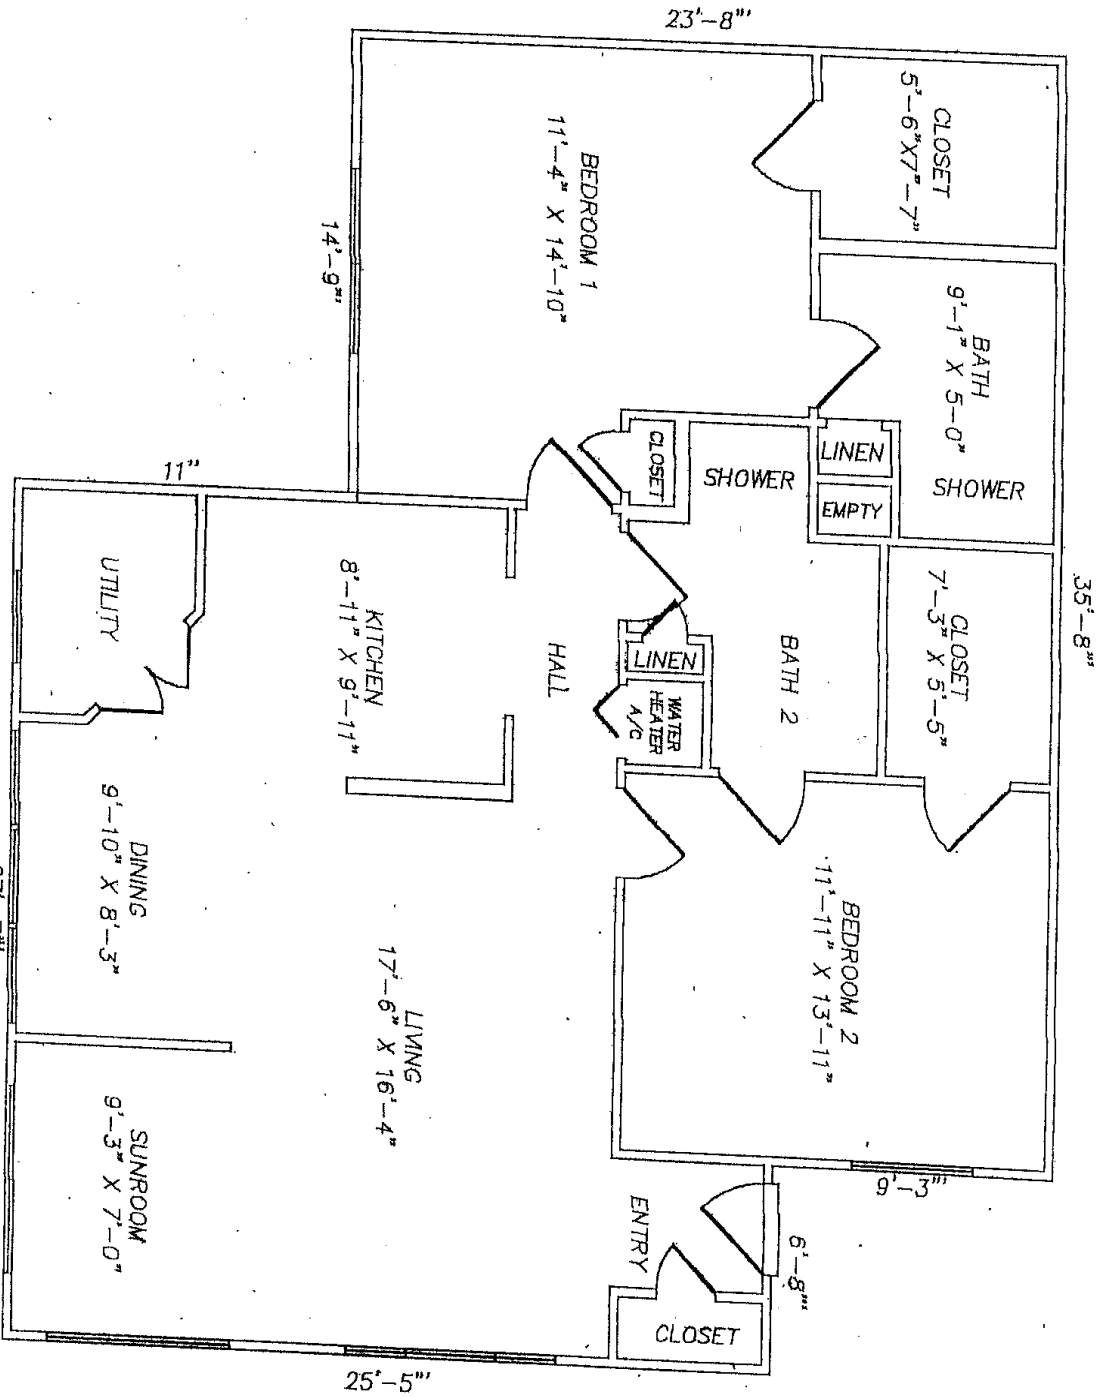 23'-8"'
CLOSET
5'-6"X7"-7"
BEDROOM 1
11'-4" X 14'-10"
14'-9"'
BATH
9'-1" X 5'-0"
LINEN
EMPTY
SHOWER
SHOWER
CLOSET
11"
35'-8"'
UTILITY
KITCHEN
8'-11" X 9'-11"
HALL
LINEN
WATER
HEATER
A/C
BATH 2
CLOSET
7'-3" X 5'-5"
DINING
9'-10" X 8'-3"
LIVING
17'-6" X 16'-4"
BEDROOM 2
11'-11" X 13'-11"
9'-3"'
SUNROOM
9'-3" X 7'-0"
ENTRY
6'-8"'
CLOSET
25'-5"'